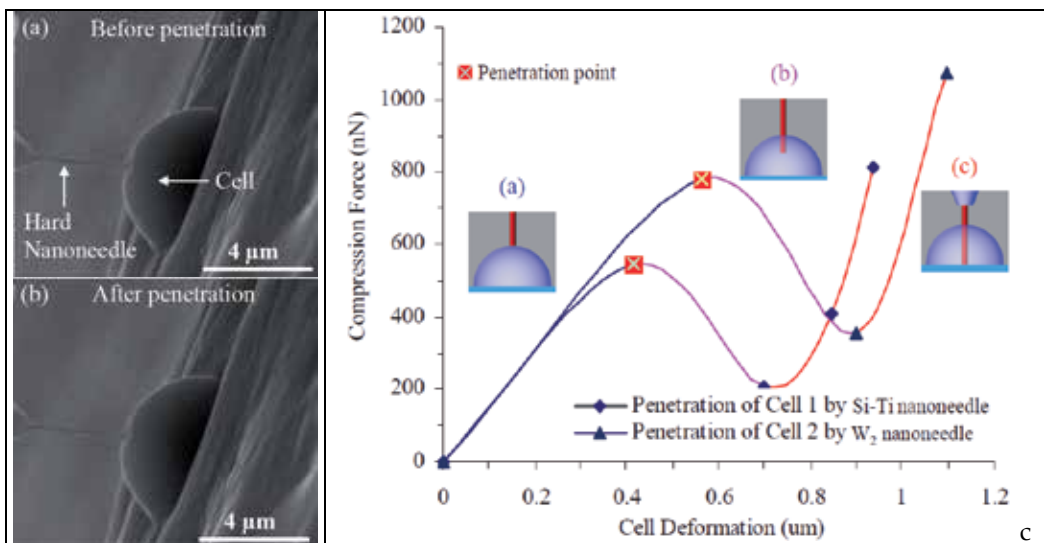 (a)
Before penetration
Cell
Hard
Nanoneedle
4 µm
(b)
After penetration
4 µm
1200
1000
800
600
400
200
0
Compression Force (nN)
Penetration point
(a)
(b)
(c)
Penetration of Cell 1 by Si-Ti nanoneedle
Penetration of Cell 2 by W₂ nanoneedle
0
0.2
0.4
0.6
0.8
1
1.2
Cell Deformation (um)
c